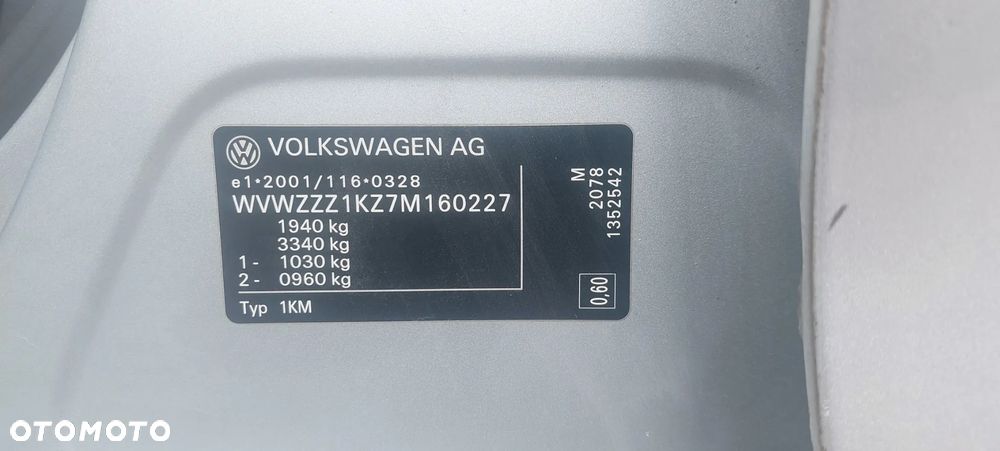 VOLKSWAGEN AG
e1*2001/116*0328
WVWZZZ1KZ7M160227
1940 kg
3340 kg
1 - 1030 kg
2 - 0960 kg
Typ 1KM
M
2078
1352542
0,60
OTOMOTO